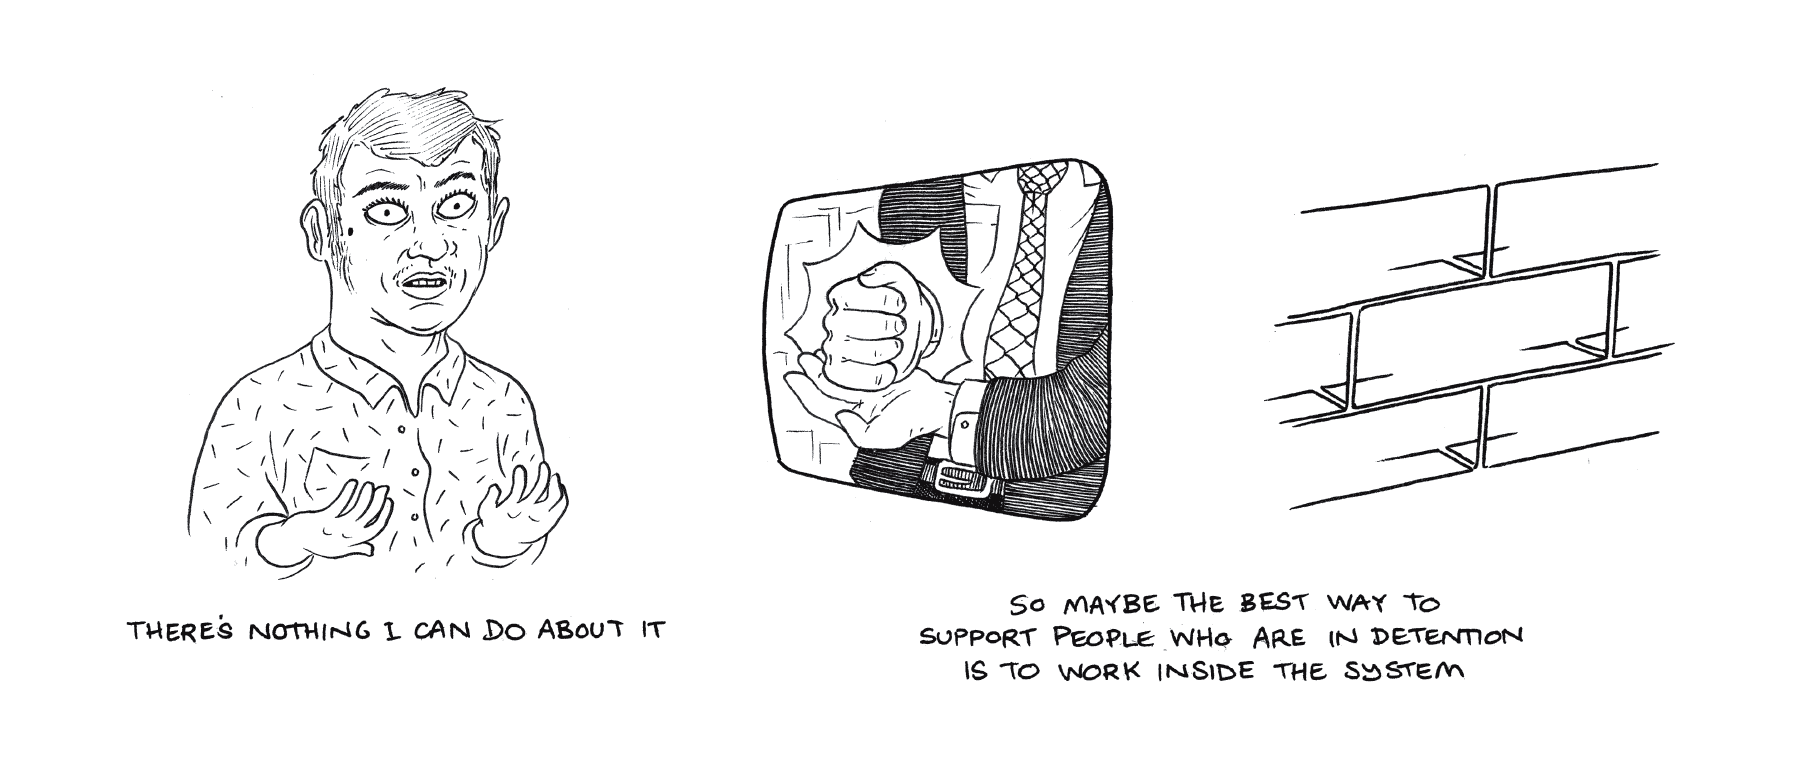 THERE'S NOTHING I CAN DO ABOUT IT
SO MAYBE THE BEST WAY TO
SUPPORT PEOPLE WHO ARE IN DETENTION
IS TO WORK INSIDE THE SYSTEM